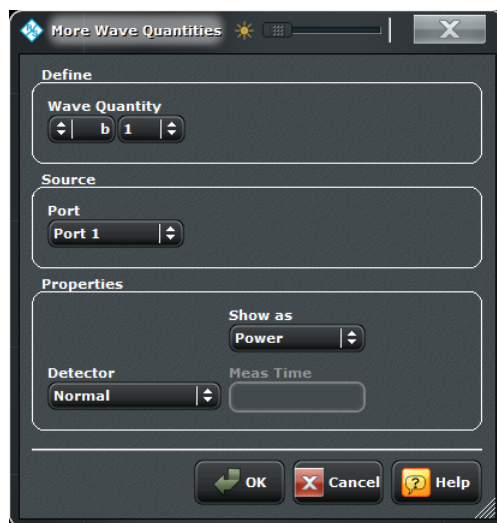 More Wave Quantities
X
Define
Wave Quantity
b 1
Source
Port
Port 1
Properties
Show as
Power
Detector Meas Time
Normal
OK X Cancel ? Help